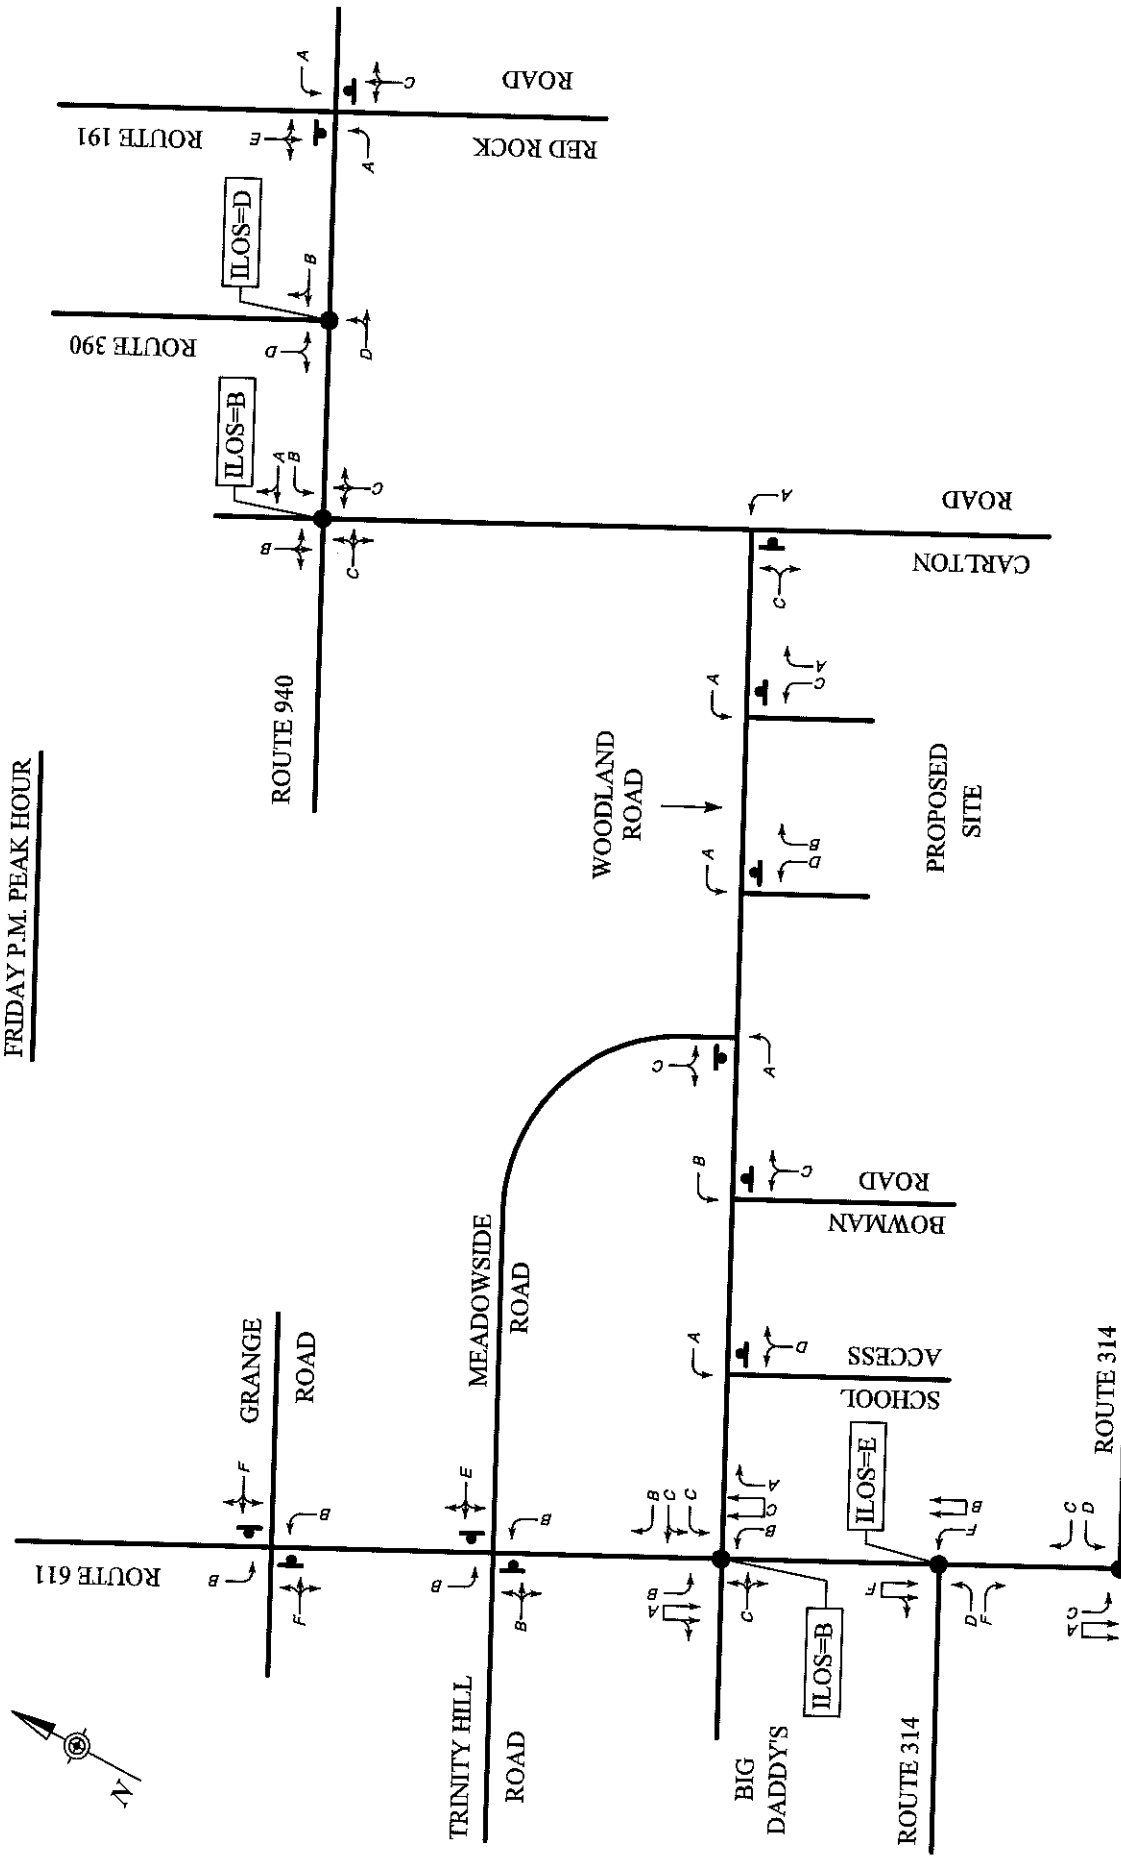 FRIDAY P.M. PEAK HOUR
N
ROUTE 611
GRANGE
ROAD
B
F
F
B
TRINITY HILL
ROAD
MEADOWSIDE
ROAD
B
B
E
B
BIG
DADDY'S
ILOS=B
A
B
C
B
C
C
B
C
A
SCHOOL
ACCESS
A
D
BOWMAN
ROAD
B
C
C
A
WOODLAND
ROAD
PROPOSED
SITE
A
D
B
A
C
A
C
A
CARLTON
ROAD
ROUTE 314
ILOS=E
F
D
F
F
B
ROUTE 314
A
C
C
D
ROUTE 940
ILOS=B
B
C
A
B
C
ROUTE 390
ILOS=D
D
B
D
ROUTE 191
RED ROCK
ROAD
E
A
A
C